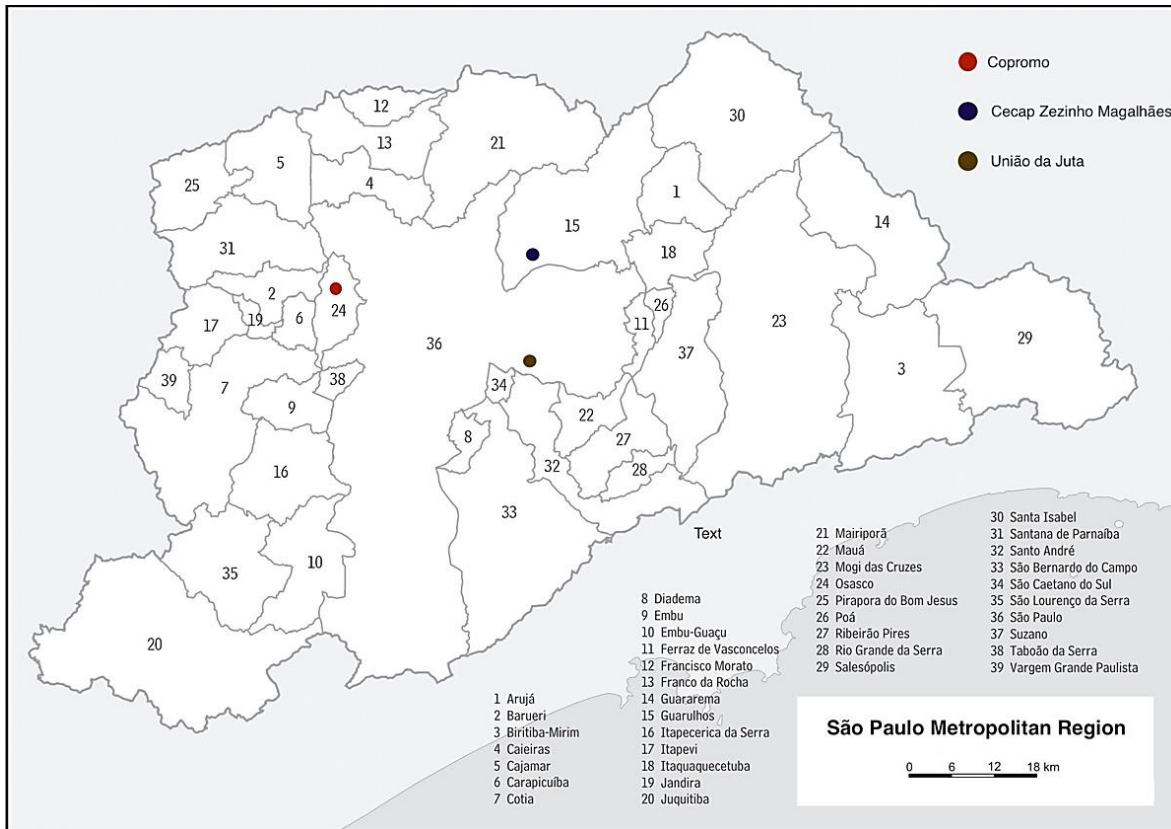 Copromo
Cecap Zezinho Magalhães
União da Juta
12
30
13
21
5
4
25
1
15
14
31
18
2
26
24
19
6
17
11
23
36
37
29
38
3
39
34
7
9
22
8
27
32
28
16
33
10
35
20
Text
1 Arujá
2 Barueri
3 Biritiba-Mirim
4 Caieiras
5 Cajamar
6 Carapicuíba
7 Cotia
8 Diadema
9 Embu
10 Embu-Guaçu
11 Ferraz de Vasconcelos
12 Francisco Morato
13 Franco da Rocha
14 Guararema
15 Guarulhos
16 Itapecerica da Serra
17 Itapevi
18 Itaquaquecetuba
19 Jandira
20 Juquitiba
21 Mairiporã
22 Mauá
23 Mogi das Cruzes
24 Osasco
25 Pirapora do Bom Jesus
26 Poá
27 Ribeirão Pires
28 Rio Grande da Serra
29 Salesópolis
30 Santa Isabel
31 Santana de Parnaíba
32 Santo André
33 São Bernardo do Campo
34 São Caetano do Sul
35 São Lourenço da Serra
36 São Paulo
37 Suzano
38 Taboão da Serra
39 Vargem Grande Paulista
São Paulo Metropolitan Region
0 6 12 18 km